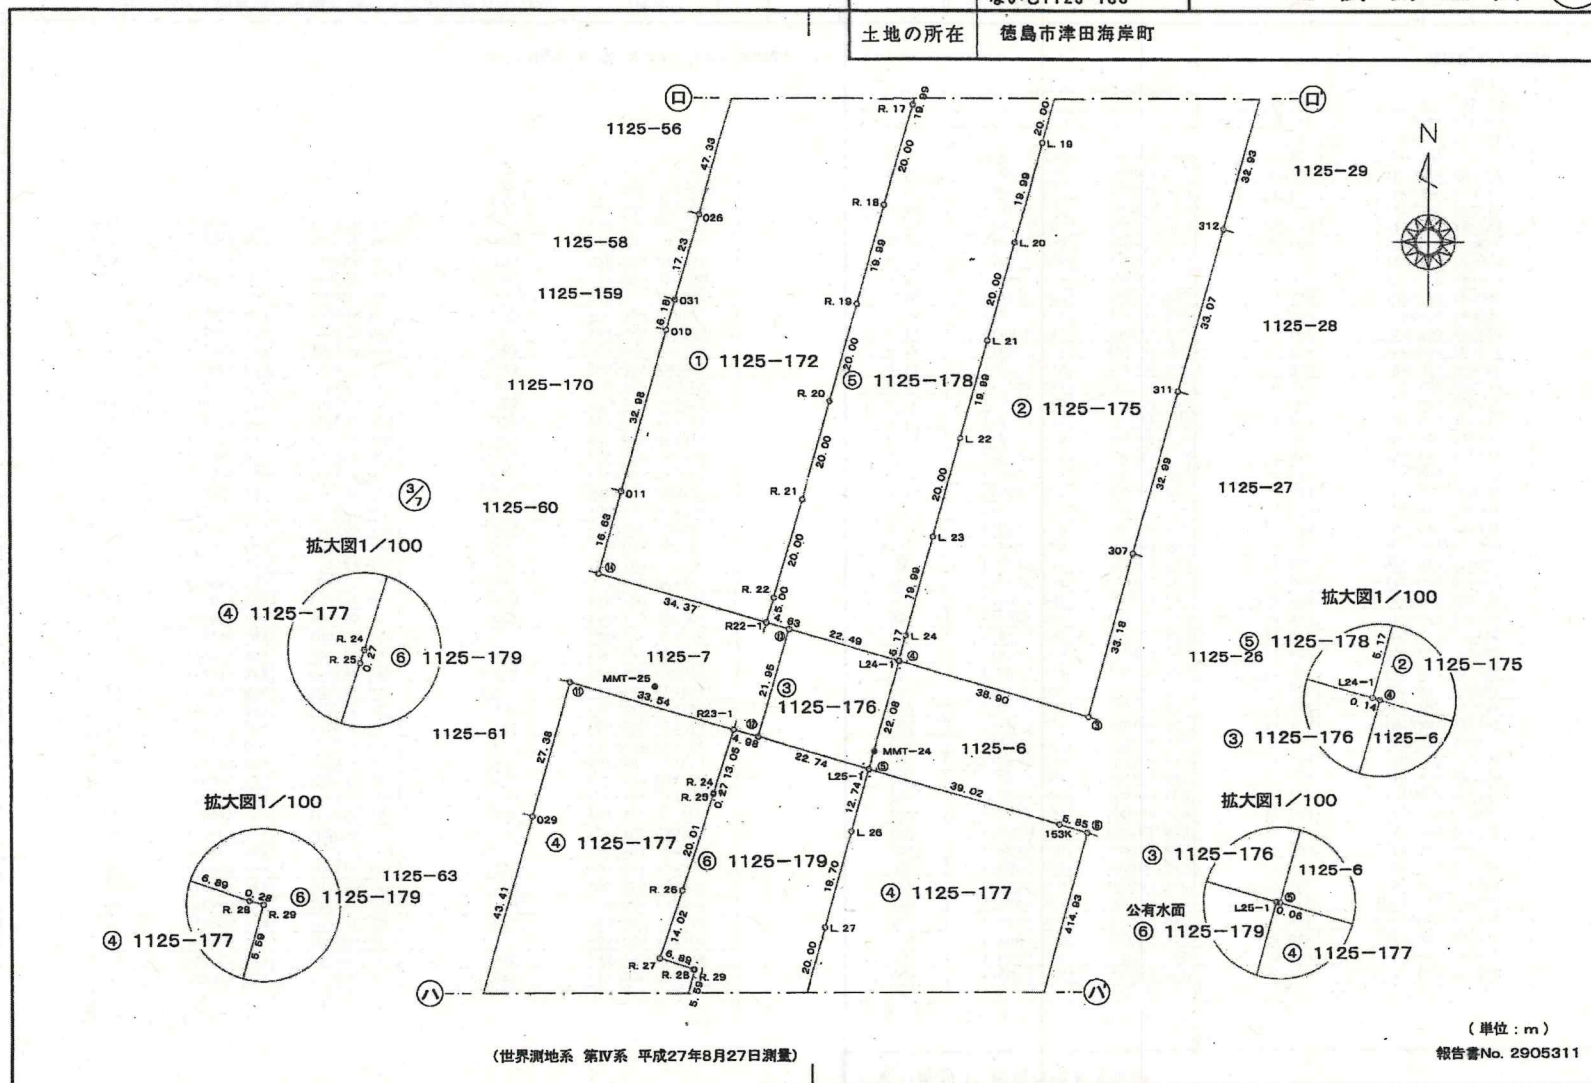 土地の所在 徳島市津田海岸町
ロ
ロ'
N
1125-56
1125-58
1125-159
1125-170
1125-60
3/7
1125-29
1125-28
1125-27
1125-26
① 1125-172
⑤ 1125-178
② 1125-175
47.33
026
17.23
031
6.18
010
32.98
011
16.63
⑭
R.17
19.99
20.00
R.18
19.99
R.19
20.00
R.20
20.00
R.21
20.00
R.22
5.00
R22-1
20.00
L.19
19.99
L.20
20.00
L.21
19.99
L.22
20.00
L.23
19.99
L.24
5.17
L24-1
④
32.93
312
33.07
311
32.99
307
33.18
③
34.37
4.63
⑬
22.49
38.90
1125-7
MMT-25
⑪
33.54
R23-1
⑫
4.98
21.95
③
1125-176
22.08
MMT-24
1125-6
22.74
L25-1
⑤
39.02
153K
5.85
⑥
1125-61
27.38
029
43.41
1125-63
13.05
R.24
R.25
0.27
20.01
R.26
14.02
R.27
6.89
R.28
R.29
5.59
④ 1125-177
⑥ 1125-179
12.74
L.26
19.70
L.27
20.00
④ 1125-177
414.93
公有水面
ハ
ハ'
拡大図1/100
④ 1125-177
R.24
R.25
0.27
⑥ 1125-179
拡大図1/100
6.89
0.28
R.28
R.29
5.59
⑥ 1125-179
④ 1125-177
拡大図1/100
⑤ 1125-178
5.17
② 1125-175
L24-1
④
0.14
③ 1125-176
1125-6
拡大図1/100
③ 1125-176
1125-6
L25-1
⑤
0.06
⑥ 1125-179
④ 1125-177
(世界測地系 第Ⅳ系 平成27年8月27日測量)
(単位:m)
報告書No. 2905311